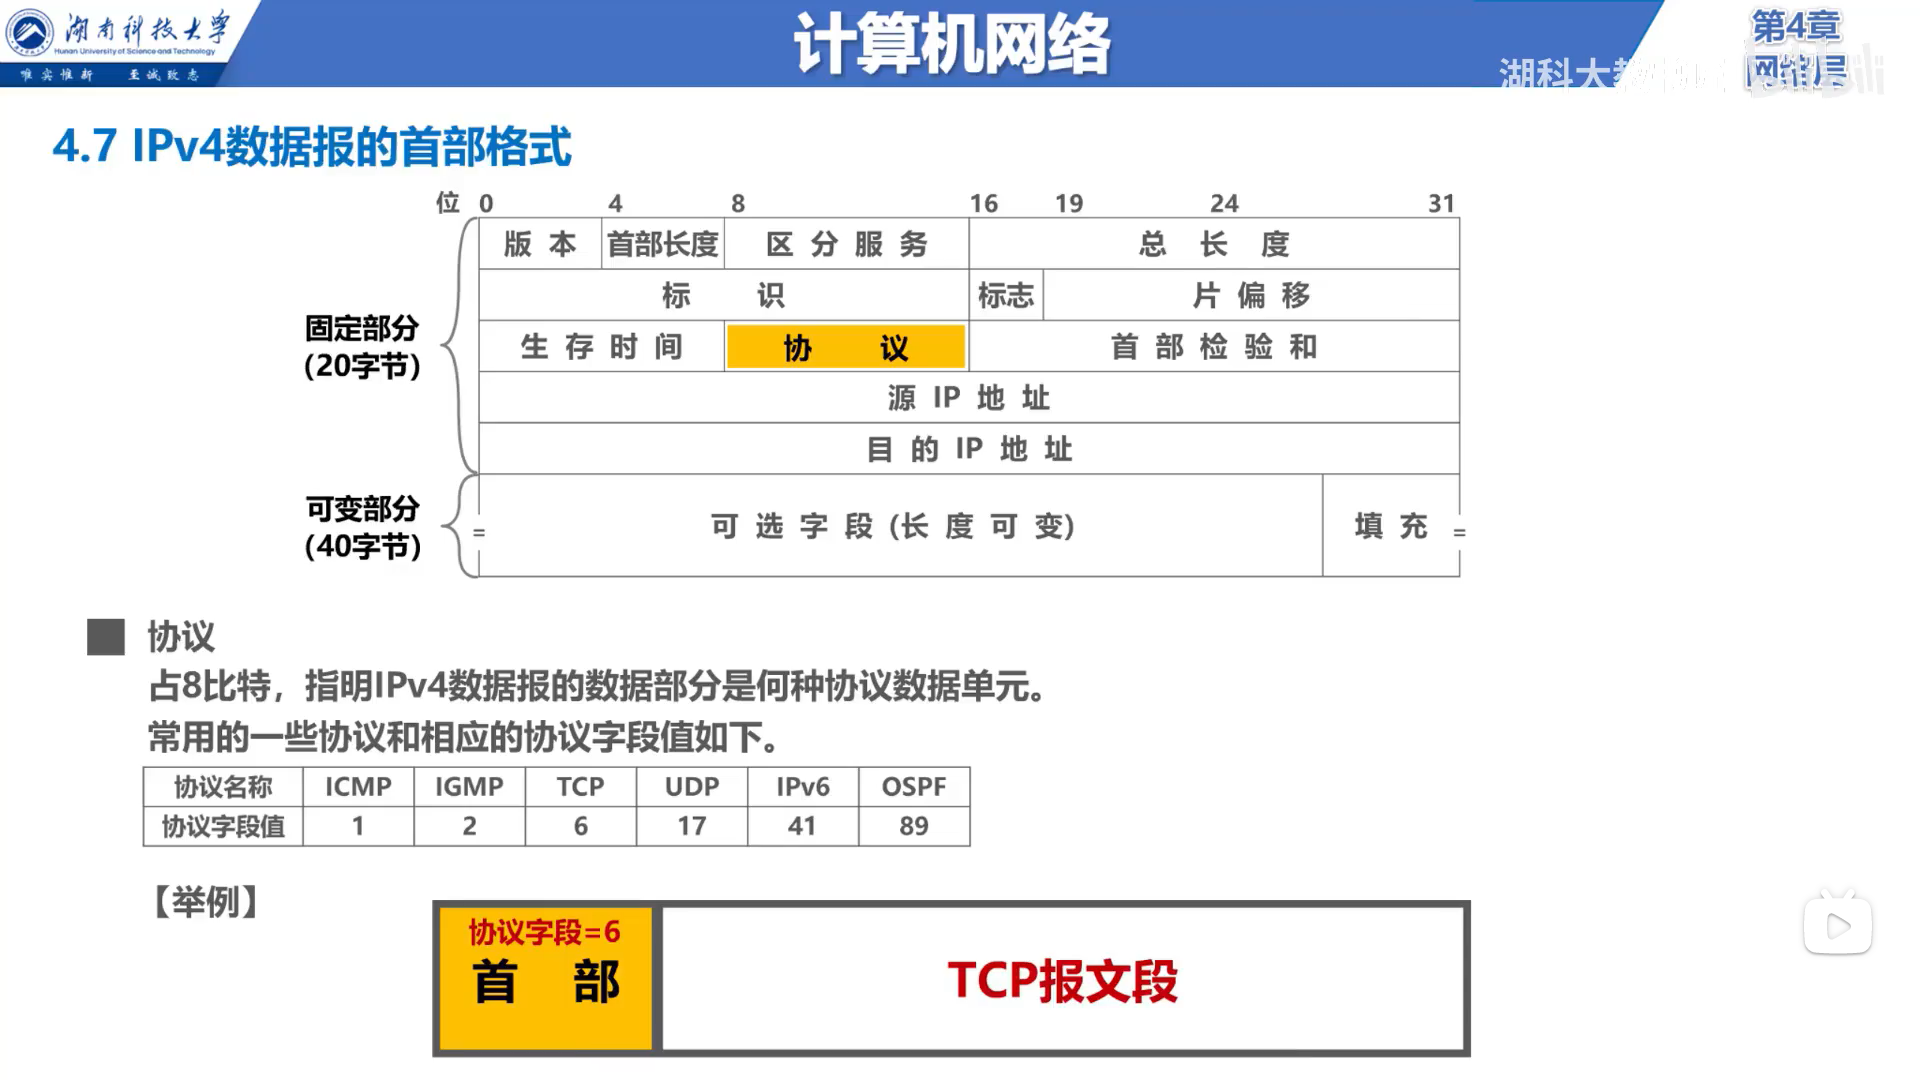 湖南科技大学
Hunan University of Science and Technology
唯实惟新 至诚致志
计算机网络
第4章
网络层
湖科大教
4.7 IPv4数据报的首部格式
位 0 4 8 16 19 24 31
版 本 首部长度 区 分 服 务 总 长 度
标 识 标志 片 偏 移
固定部分
(20字节)
生 存 时 间 协 议 首 部 检 验 和
源 IP 地 址
目 的 IP 地 址
可变部分
(40字节)
= 可 选 字 段 (长 度 可 变) 填 充 =
协议
占8比特，指明IPv4数据报的数据部分是何种协议数据单元。
常用的一些协议和相应的协议字段值如下。
协议名称 ICMP IGMP TCP UDP IPv6 OSPF
协议字段值 1 2 6 17 41 89
【举例】
协议字段=6
首 部
TCP报文段